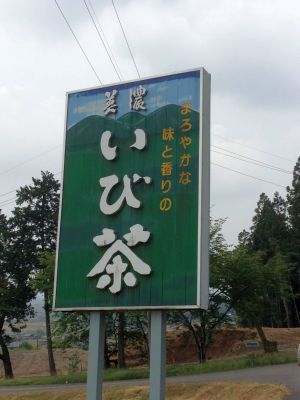 まろやかな
味と香りの
美濃
いび茶